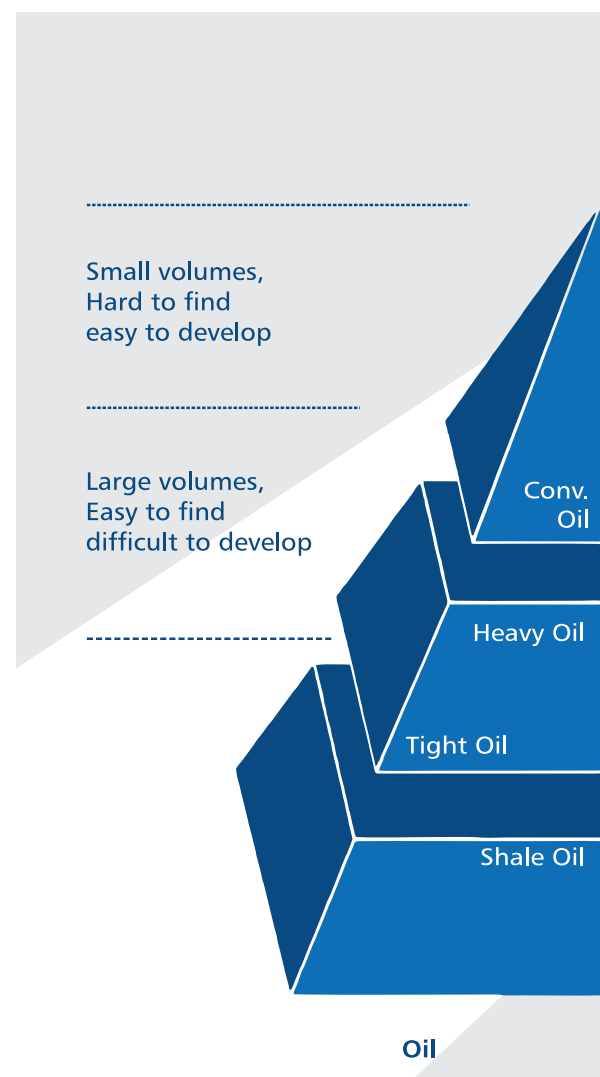 Small volumes,
Hard to find
easy to develop
Large volumes,
Easy to find
difficult to develop
Conv.
Oil
Heavy Oil
Tight Oil
Shale Oil
Oil